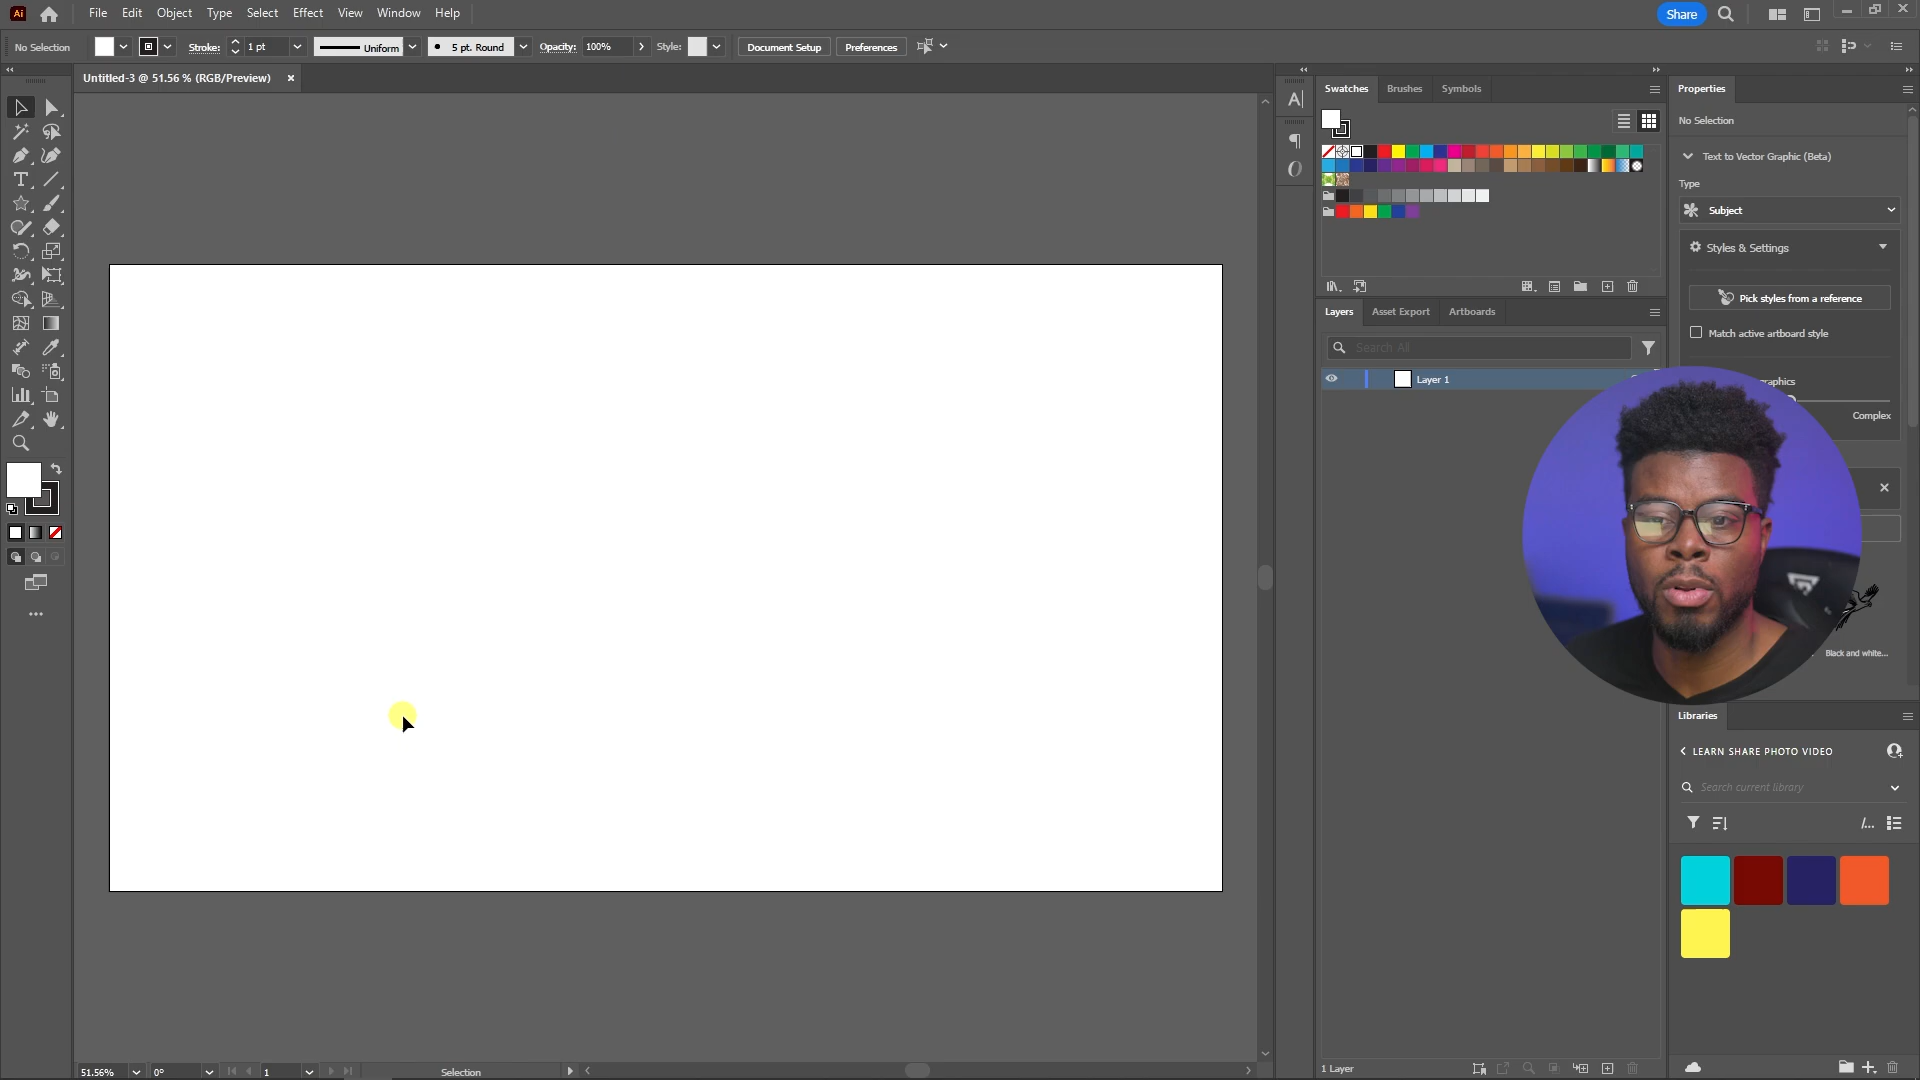 Ai File Edit Object Type Select Effect View Window Help Share
No Selection Stroke: 1 pt Uniform 5 pt. Round Opacity: 100% Style: Document Setup Preferences
Untitled-3 @ 51.56 % (RGB/Preview)
Swatches Brushes Symbols
Layers Asset Export Artboards
Search All
Layer 1
1 Layer
Properties
No Selection
Text to Vector Graphic (Beta)
Type
Subject
Styles & Settings
Pick styles from a reference
Match active artboard style
Complex
Black and white...
Libraries
LEARN SHARE PHOTO VIDEO
Search current library
51.56% 0° 1 Selection